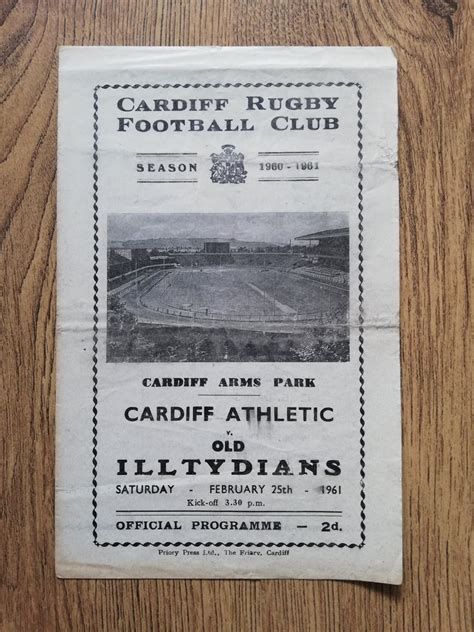 CARDIFF RUGBY
FOOTBALL CLUB
SEASON 1960 - 1961
CARDIFF ARMS PARK
CARDIFF ATHLETIC
v.
OLD
ILLTYDIANS
SATURDAY - FEBRUARY 25th - 1961
Kick-off 3.30 p.m.
OFFICIAL PROGRAMME — 2d.
Priory Press Ltd., The Friary, Cardiff